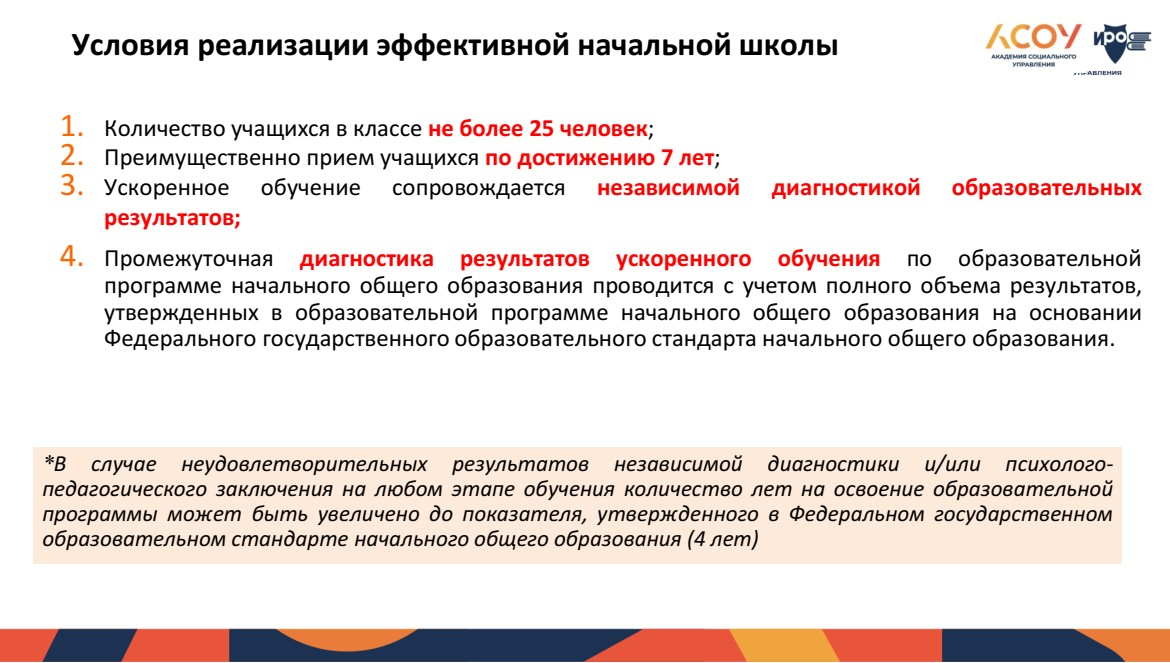 Условия реализации эффективной начальной школы
АСОУ
АКАДЕМИЯ СОЦИАЛЬНОГО
УПРАВЛЕНИЯ
ИРО
1. Количество учащихся в классе не более 25 человек;
2. Преимущественно прием учащихся по достижению 7 лет;
3. Ускоренное обучение сопровождается независимой диагностикой образовательных
результатов;
4. Промежуточная диагностика результатов ускоренного обучения по образовательной
программе начального общего образования проводится с учетом полного объема результатов,
утвержденных в образовательной программе начального общего образования на основании
Федерального государственного образовательного стандарта начального общего образования.
*В случае неудовлетворительных результатов независимой диагностики и/или психолого-
педагогического заключения на любом этапе обучения количество лет на освоение образовательной
программы может быть увеличено до показателя, утвержденного в Федеральном государственном
образовательном стандарте начального общего образования (4 лет)